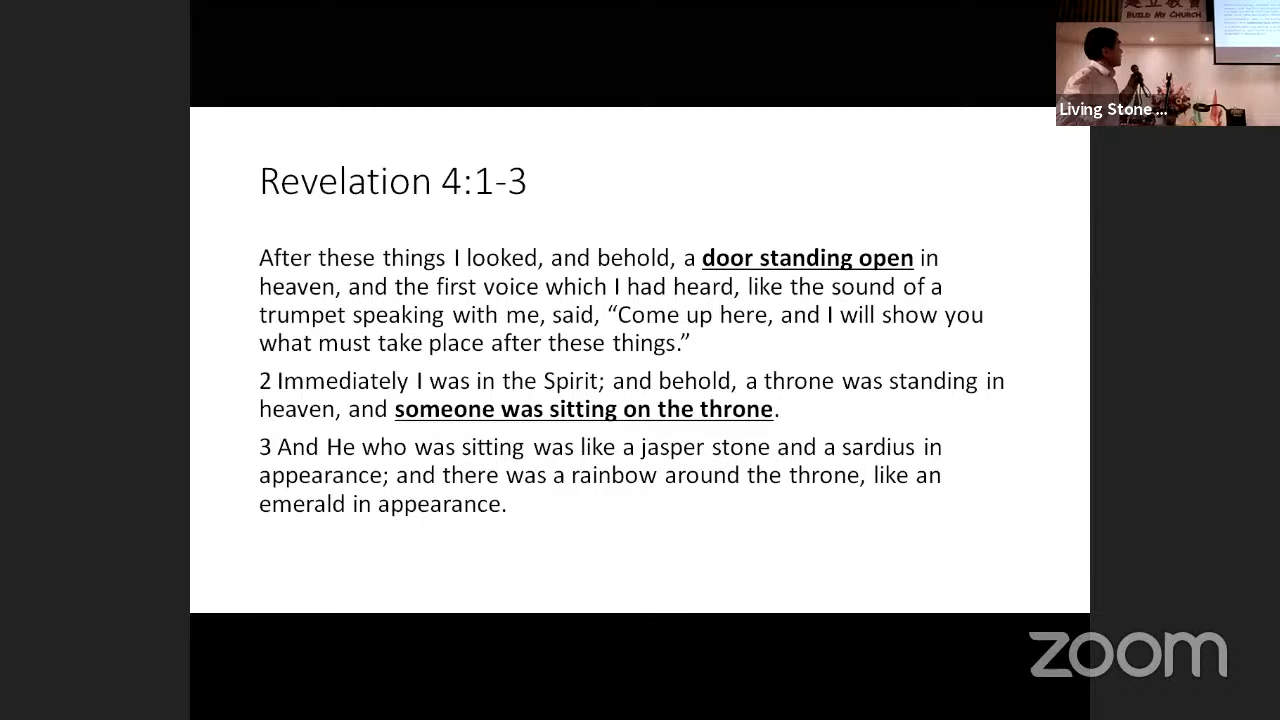 建立教會
BUILD MY CHURCH
Living Stone ...
Revelation 4:1-3
After these things I looked, and behold, a door standing open in
heaven, and the first voice which I had heard, like the sound of a
trumpet speaking with me, said, “Come up here, and I will show you
what must take place after these things.”
2 Immediately I was in the Spirit; and behold, a throne was standing in
heaven, and someone was sitting on the throne.
3 And He who was sitting was like a jasper stone and a sardius in
appearance; and there was a rainbow around the throne, like an
emerald in appearance.
zoom